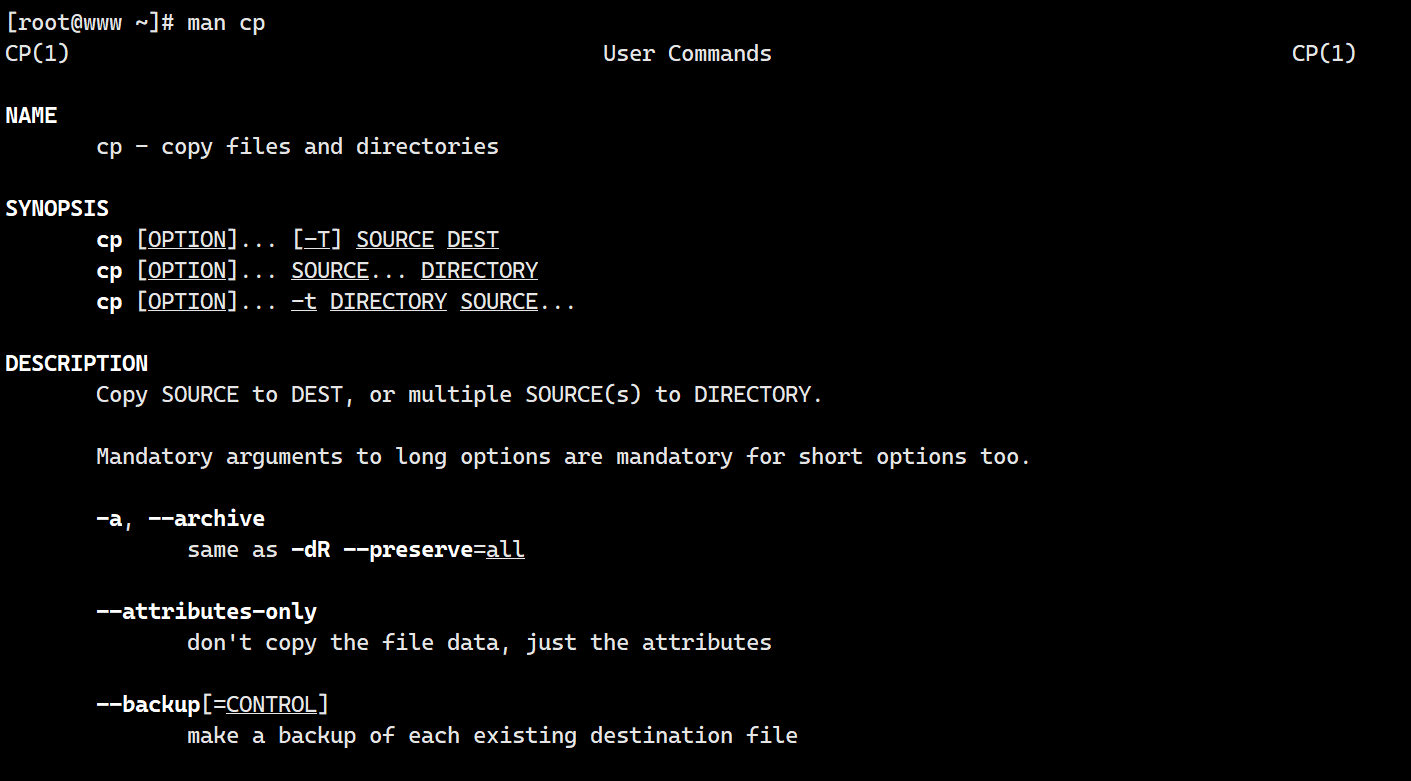 [root@www ~]# man cp
CP(1) User Commands CP(1)
NAME
cp - copy files and directories
SYNOPSIS
cp [OPTION]... [-T] SOURCE DEST
cp [OPTION]... SOURCE... DIRECTORY
cp [OPTION]... -t DIRECTORY SOURCE...
DESCRIPTION
Copy SOURCE to DEST, or multiple SOURCE(s) to DIRECTORY.
Mandatory arguments to long options are mandatory for short options too.
-a, --archive
same as -dR --preserve=all
--attributes-only
don't copy the file data, just the attributes
--backup[=CONTROL]
make a backup of each existing destination file